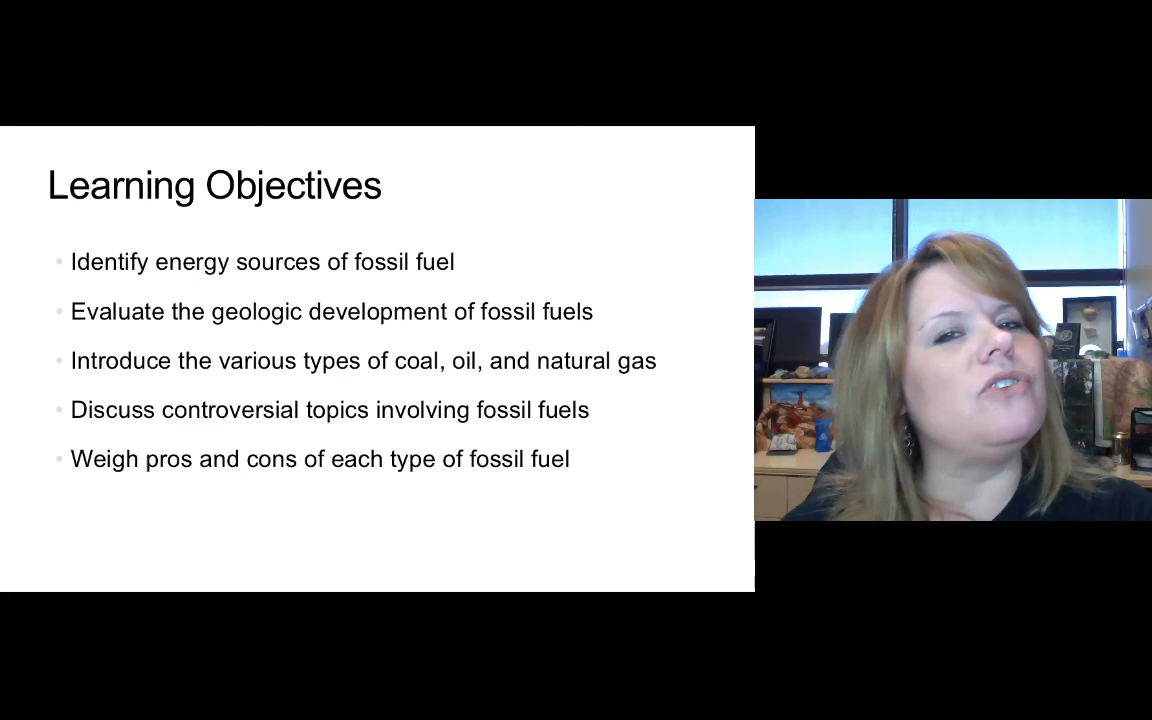 Learning Objectives
Identify energy sources of fossil fuel
Evaluate the geologic development of fossil fuels
Introduce the various types of coal, oil, and natural gas
Discuss controversial topics involving fossil fuels
Weigh pros and cons of each type of fossil fuel